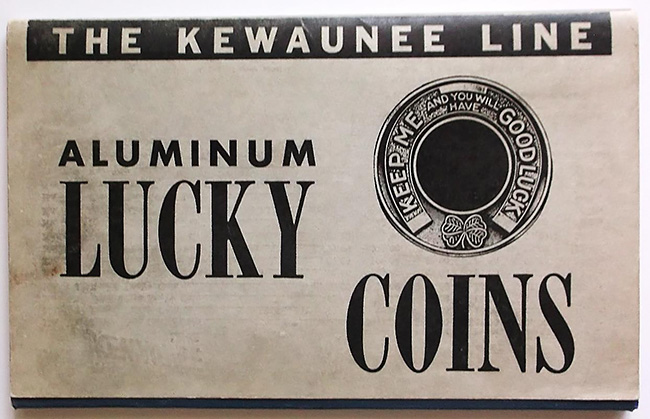 THE KEWAUNEE LINE
ALUMINUM
LUCKY
COINS
KEEP ME
AND YOU WILL
HAVE
GOOD LUCK